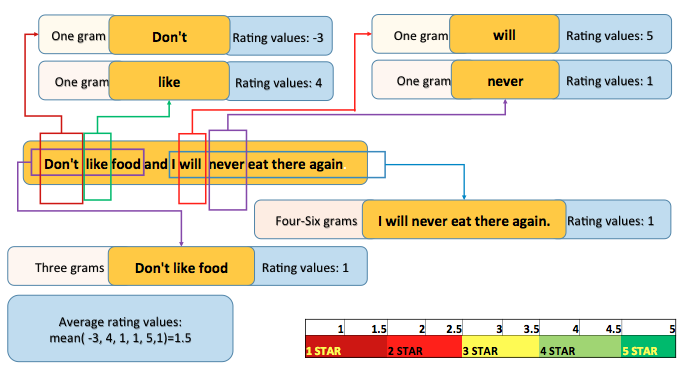 One gram Don't Rating values: -3
One gram will Rating values: 5
One gram like Rating values: 4
One gram never Rating values: 1
Don't like food and I will never eat there again
Four-Six grams I will never eat there again. Rating values: 1
Three grams Don't like food Rating values: 1
Average rating values:
mean( -3, 4, 1, 1, 5,1)=1.5
1 1.5 2 2.5 3 3.5 4 4.5 5
1 STAR 2 STAR 3 STAR 4 STAR 5 STAR